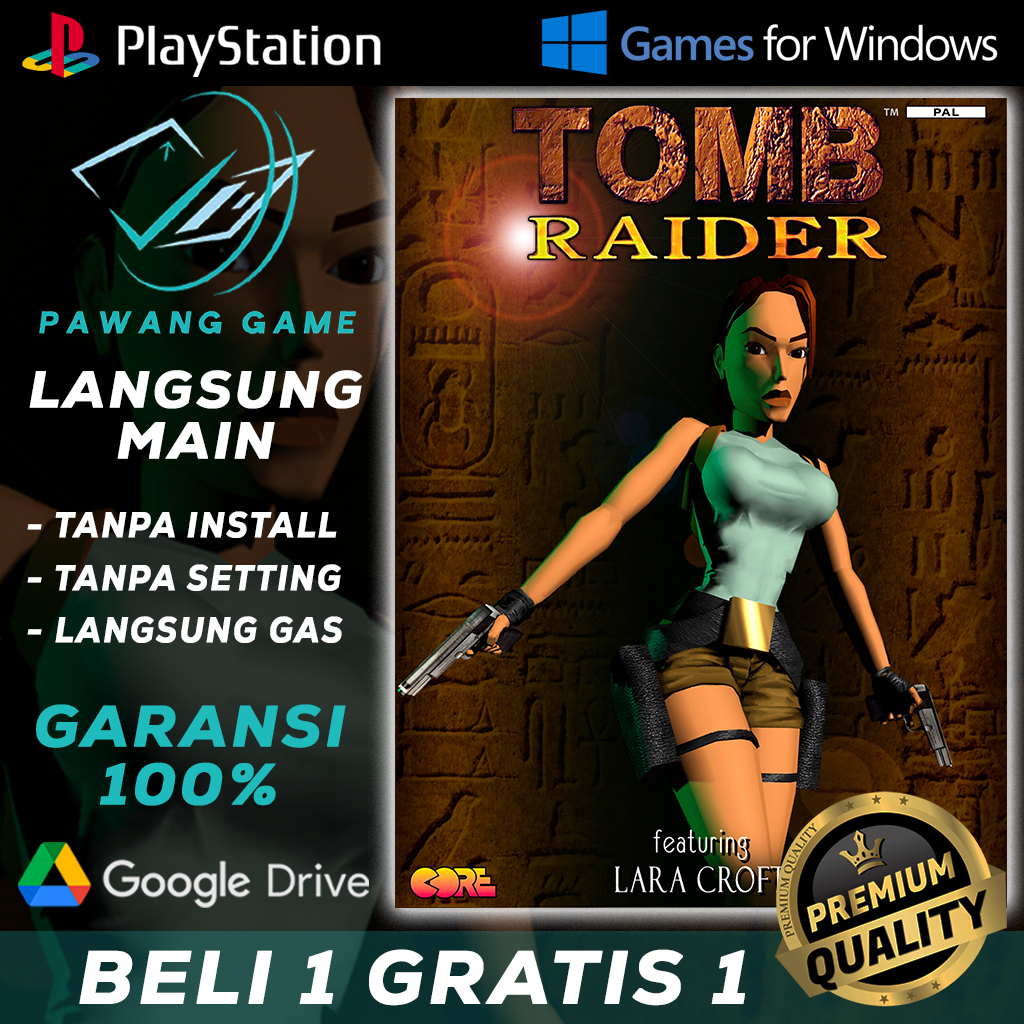 PlayStation
Games for Windows
TOMB
™
PAL
RAIDER
PAWANG GAME
LANGSUNG
MAIN
- TANPA INSTALL
- TANPA SETTING
- LANGSUNG GAS
GARANSI
100%
Google Drive
CORE
featuring
LARA CROFT
PREMIUM QUALITY
PREMIUM
QUALITY
BELI 1 GRATIS 1